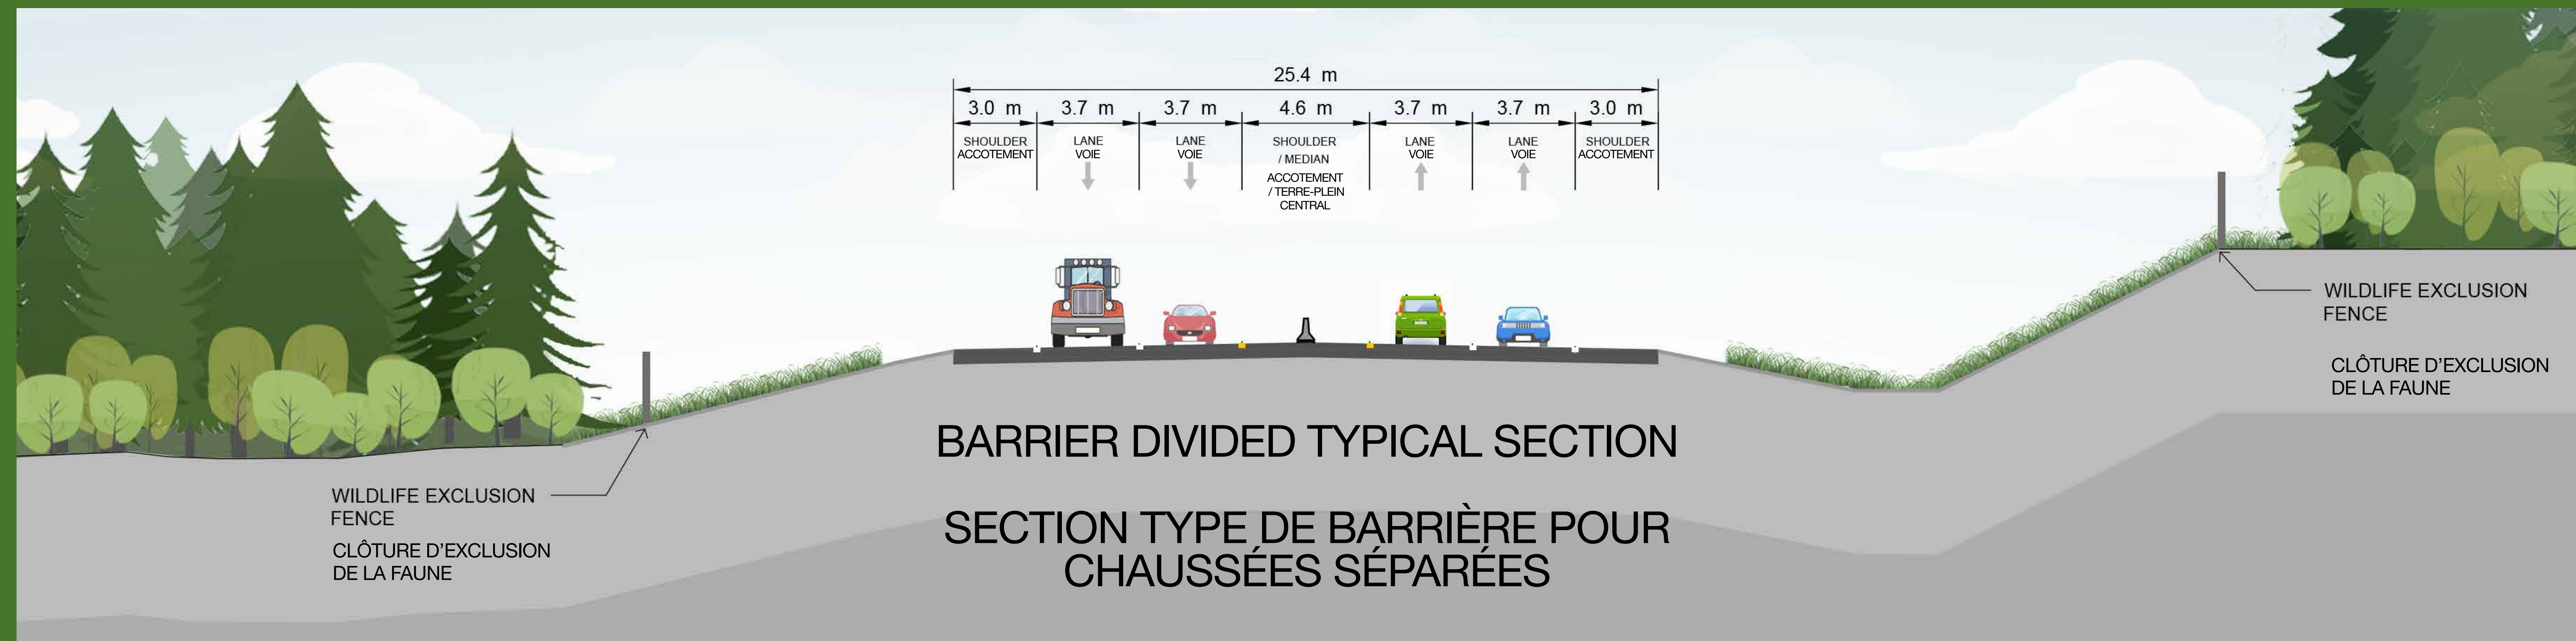 25.4 m
3.0 m 3.7 m 3.7 m 4.6 m 3.7 m 3.7 m 3.0 m
SHOULDER
ACCOTEMENT
LANE
VOIE
LANE
VOIE
SHOULDER
/ MEDIAN
ACCOTEMENT
/ TERRE-PLEIN
CENTRAL
LANE
VOIE
LANE
VOIE
SHOULDER
ACCOTEMENT
WILDLIFE EXCLUSION
FENCE
CLÔTURE D'EXCLUSION
DE LA FAUNE
BARRIER DIVIDED TYPICAL SECTION
SECTION TYPE DE BARRIÈRE POUR
CHAUSSÉES SÉPARÉES
WILDLIFE EXCLUSION
FENCE
CLÔTURE D'EXCLUSION
DE LA FAUNE